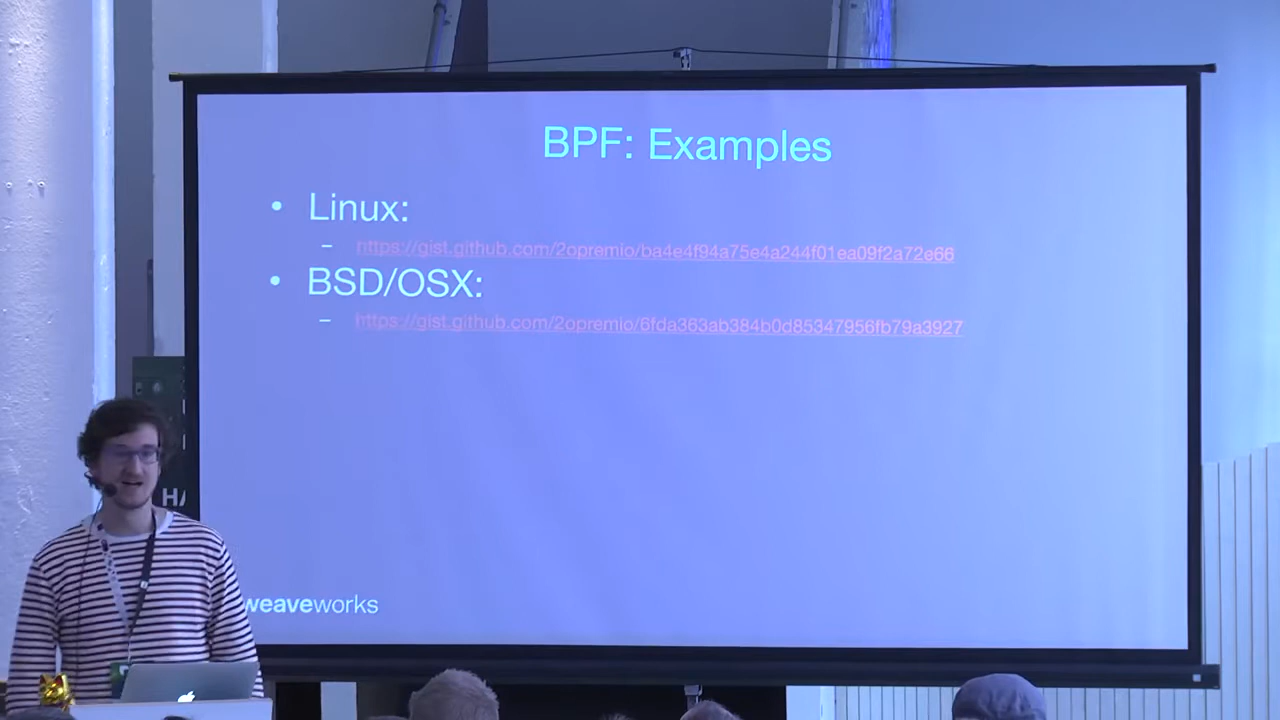 BPF: Examples
• Linux:
– https://gist.github.com/2opremio/ba4e4f94a75e4a244f01ea09f2a72e66
• BSD/OSX:
– https://gist.github.com/2opremio/6fda363ab384b0d85347956fb79a3927
weaveworks